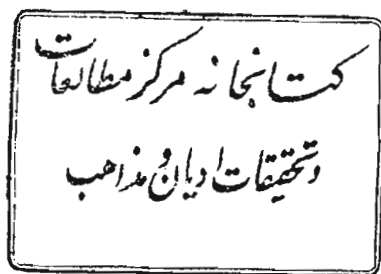 کتابخانه مرکز مطالعات
و تحقیقات ادیان و مذاهب